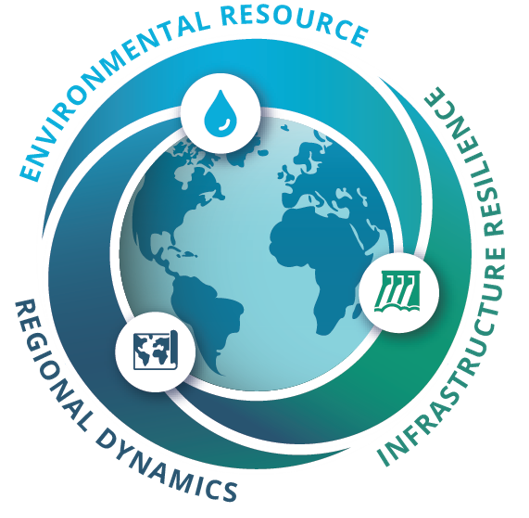 ENVIRONMENTAL RESOURCE
INFRASTRUCTURE RESILIENCE
REGIONAL DYNAMICS